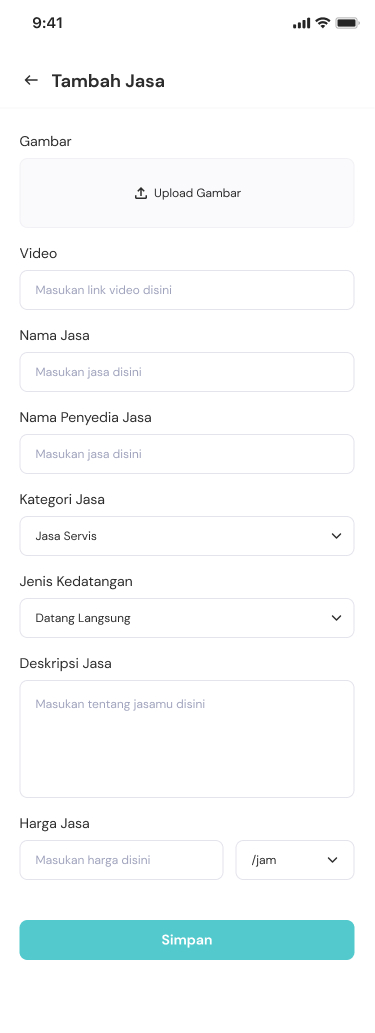 9:41
Tambah Jasa
Gambar
Upload Gambar
Video
Masukan link video disini
Nama Jasa
Masukan jasa disini
Nama Penyedia Jasa
Masukan jasa disini
Kategori Jasa
Jasa Servis
Jenis Kedatangan
Datang Langsung
Deskripsi Jasa
Masukan tentang jasamu disini
Harga Jasa
Masukan harga disini /jam
Simpan